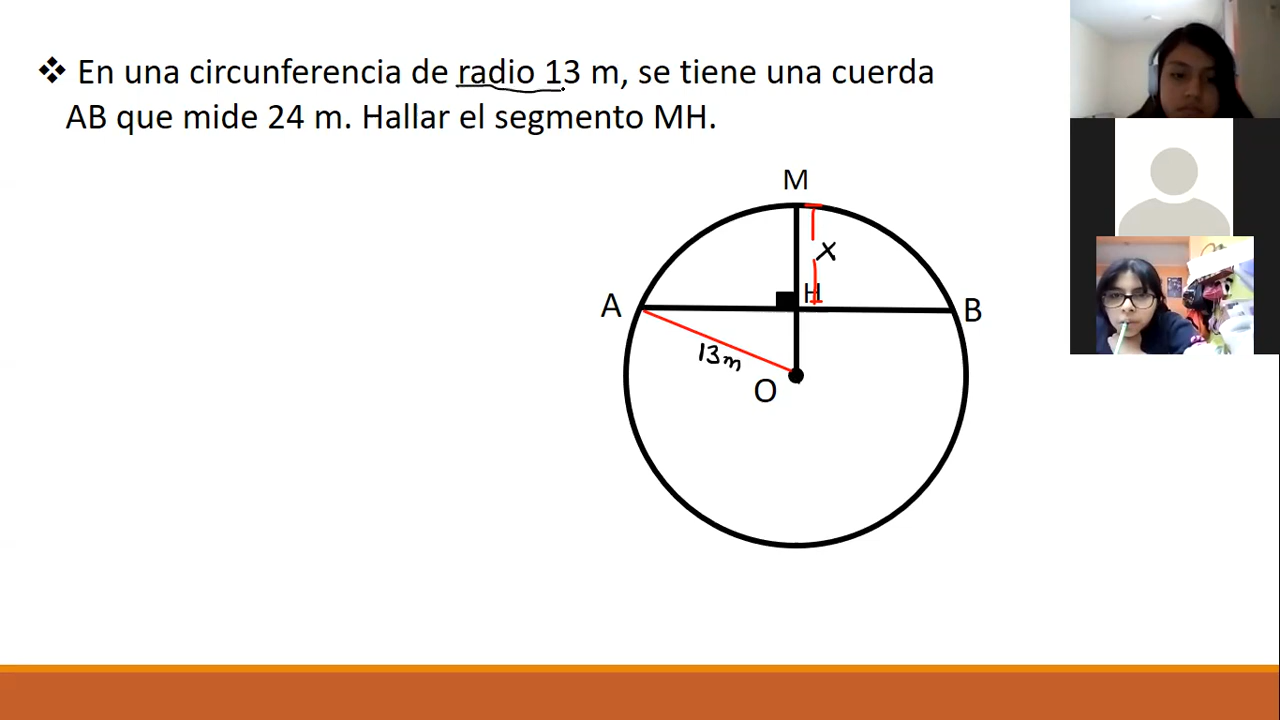 ❖ En una circunferencia de radio 13 m, se tiene una cuerda
AB que mide 24 m. Hallar el segmento MH.
M
x
H
A
B
13m
O